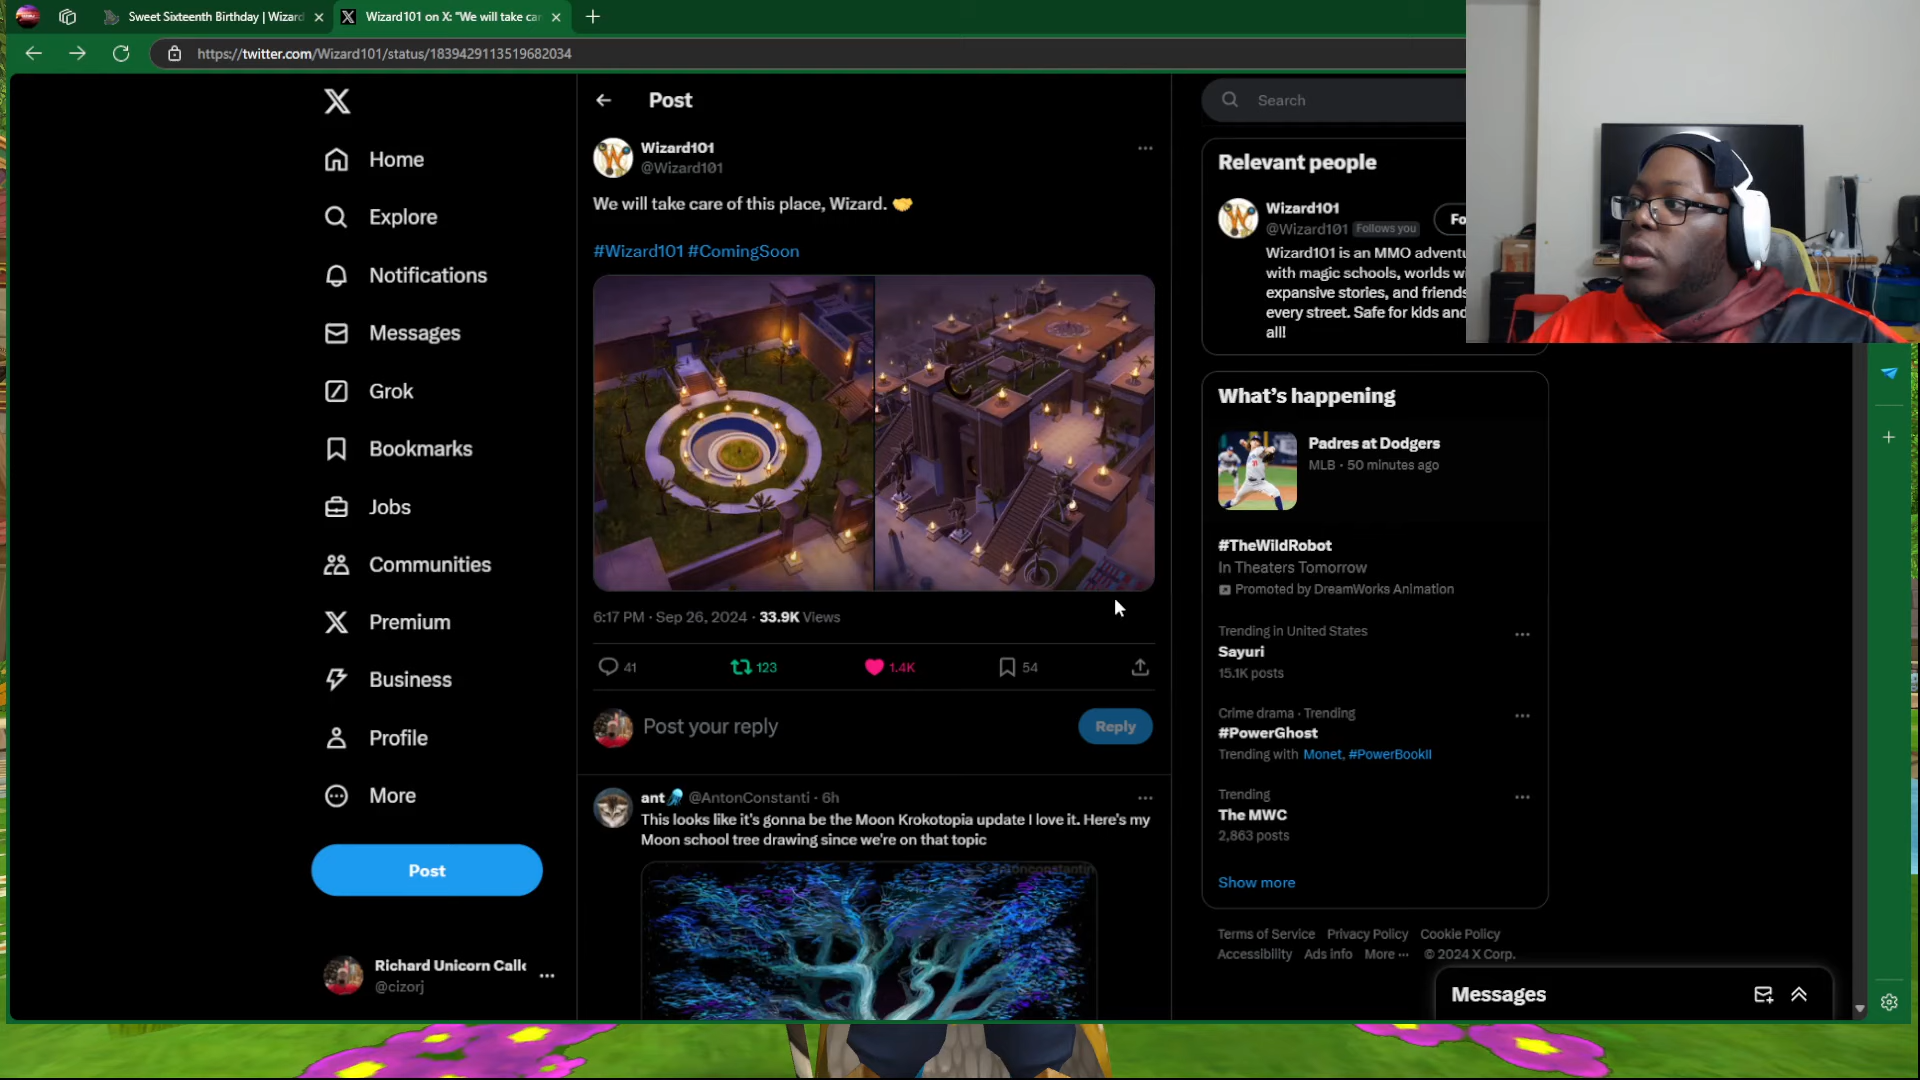 Sweet Sixteenth Birthday | Wizard
Wizard101 on X: "We will take car
https://twitter.com/Wizard101/status/1839429113519682034
Home
Explore
Notifications
Messages
Grok
Bookmarks
Jobs
Communities
Premium
Business
Profile
More
Post
Richard Unicorn Calle
@cizorj
Post
Wizard101
@Wizard101
We will take care of this place, Wizard. 🤝
#Wizard101 #ComingSoon
6:17 PM · Sep 26, 2024 · 33.9K Views
41 123 1.4K 54
Post your reply
Reply
ant🪼 @AntonConstanti · 6h
This looks like it's gonna be the Moon Krokotopia update I love it. Here's my
Moon school tree drawing since we're on that topic
Search
Relevant people
Wizard101
@Wizard101 Follows you
Fo
Wizard101 is an MMO adventu
with magic schools, worlds w
expansive stories, and friends
every street. Safe for kids and
all!
What's happening
Padres at Dodgers
MLB · 50 minutes ago
#TheWildRobot
In Theaters Tomorrow
Promoted by DreamWorks Animation
Trending in United States
Sayuri
15.1K posts
Crime drama · Trending
#PowerGhost
Trending with Monet, #PowerBookII
Trending
The MWC
2,863 posts
Show more
Terms of Service Privacy Policy Cookie Policy
Accessibility Ads info More ··· © 2024 X Corp.
Messages